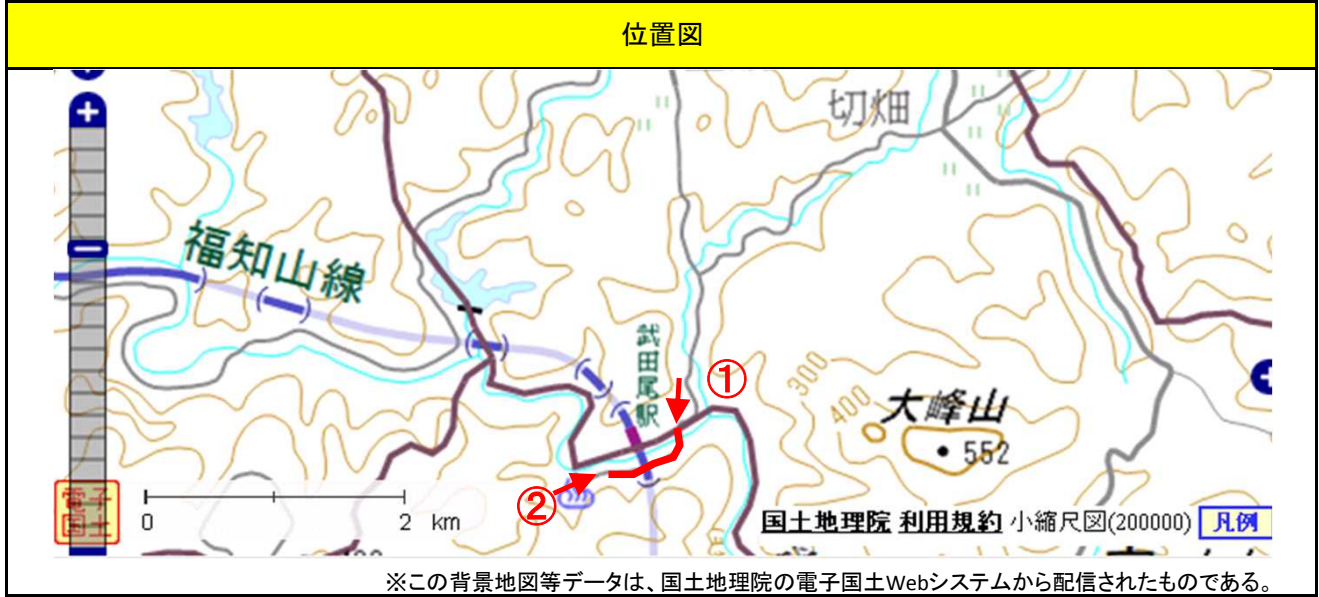 位置図
切畑
福知山線
武田尾駅
①
300
400
大峰山
552
②
電子
国土
0
2 km
国土地理院 利用規約 小縮尺図(200000) 凡例
※この背景地図等データは、国土地理院の電子国土Webシステムから配信されたものである。